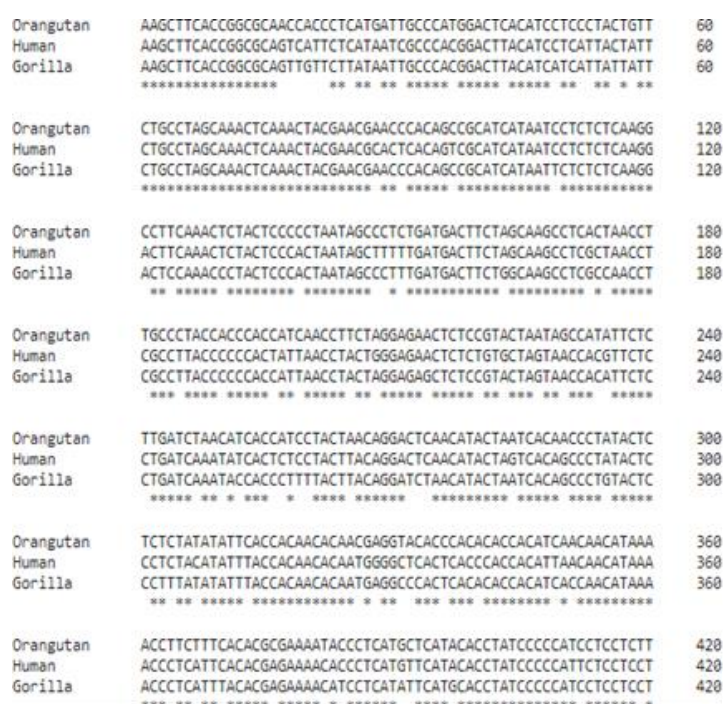 Orangutan AAGCTTCACCGGCGCAACCACCCTCATGATTGCCCATGGACTCACATCCTCCCTACTGTT 60
Human AAGCTTCACCGGCGCAGTCATTCTCATAATCGCCCACGGACTTACATCCTCATTACTATT 60
Gorilla AAGCTTCACCGGCGCAGTTGTTCTTATAATTGCCCACGGACTTACATCATCATTATTATT 60
**************** ** ** ** ***** ***** ***** ** ** * **
Orangutan CTGCCTAGCAAACTCAAACTACGAACGAACCCACAGCCGCATCATAATCCTCTCTCAAGG 120
Human CTGCCTAGCAAACTCAAACTACGAACGCACTCACAGTCGCATCATAATCCTCTCTCAAGG 120
Gorilla CTGCCTAGCAAACTCAAACTACGAACGAACCCACAGCCGCATCATAATTCTCTCTCAAGG 120
*************************** ** ***** *********** ***********
Orangutan CCTTCAAACTCTACTCCCCCTAATAGCCCTCTGATGACTTCTAGCAAGCCTCACTAACCT 180
Human ACTTCAAACTCTACTCCCACTAATAGCTTTTTGATGACTTCTAGCAAGCCTCGCTAACCT 180
Gorilla ACTCCAAACCCTACTCCCACTAATAGCCCTTTGATGACTTCTGGCAAGCCTCGCCAACCT 180
** ***** ******** ******** * *********** ********* * *****
Orangutan TGCCCTACCACCCACCATCAACCTTCTAGGAGAACTCTCCGTACTAATAGCCATATTCTC 240
Human CGCCTTACCCCCCACTATTAACCTACTGGGAGAACTCTCTGTGCTAGTAACCACGTTCTC 240
Gorilla CGCCTTACCCCCCACCATTAACCTACTAGGAGAGCTCTCCGTACTAGTAACCACATTCTC 240
*** **** ***** ** ***** ** ***** ***** ** *** ** *** *****
Orangutan TTGATCTAACATCACCATCCTACTAACAGGACTCAACATACTAATCACAACCCTATACTC 300
Human CTGATCAAATATCACTCTCCTACTTACAGGACTCAACATACTAGTCACAGCCCTATACTC 300
Gorilla CTGATCAAATACCACCCTTTTACTTACAGGATCTAACATACTAATCACAGCCCTGTACTC 300
***** ** * *** * **** ****** ********* ***** **** *****
Orangutan TCTCTATATATTCACCACAACACAACGAGGTACACCCACACACCACATCAACAACATAAA 360
Human CCTCTACATATTTACCACAACACAATGGGGCTCACTCACCCACCACATTAACAACATAAA 360
Gorilla CCTTTATATATTTACCACAACACAATGAGGCCCACTCACACACCACATCACCAACATAAA 360
** ** ***** ************ * ** *** *** ******** * *********
Orangutan ACCTTCTTTCACACGCGAAAATACCCTCATGCTCATACACCTATCCCCCATCCTCCTCTT 420
Human ACCCTCATTCACACGAGAAAACACCCTCATGTTCATACACCTATCCCCCATTCTCCTCCT 420
Gorilla ACCCTCATTTACACGAGAAAACATCCTCATATTCATGCACCTATCCCCCATCCTCCTCCT 420